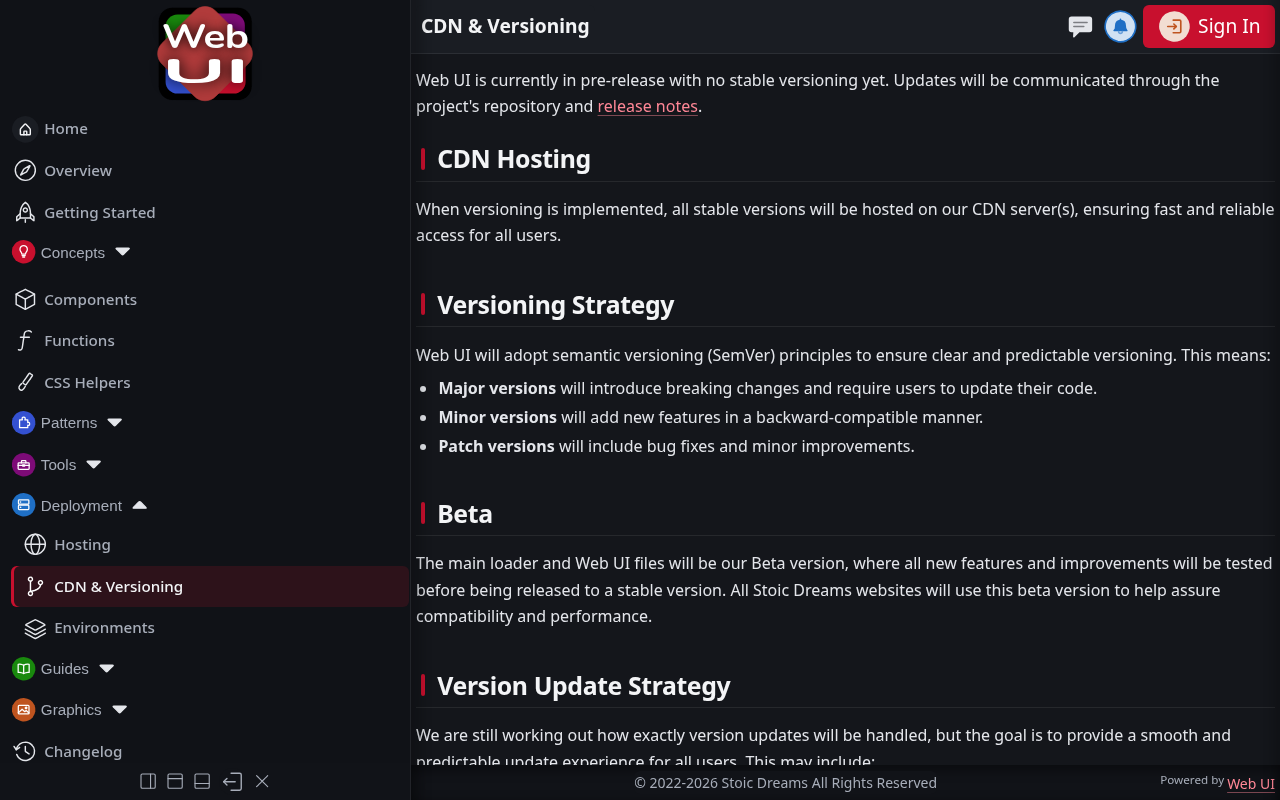 Web
UI
Home
Overview
Getting Started
Concepts
Components
Functions
CSS Helpers
Patterns
Tools
Deployment
Hosting
CDN & Versioning
Environments
Guides
Graphics
Changelog
CDN & Versioning
Sign In
Web UI is currently in pre-release with no stable versioning yet. Updates will be communicated through the
project's repository and release notes.
CDN Hosting
When versioning is implemented, all stable versions will be hosted on our CDN server(s), ensuring fast and reliable
access for all users.
Versioning Strategy
Web UI will adopt semantic versioning (SemVer) principles to ensure clear and predictable versioning. This means:
Major versions will introduce breaking changes and require users to update their code.
Minor versions will add new features in a backward-compatible manner.
Patch versions will include bug fixes and minor improvements.
Beta
The main loader and Web UI files will be our Beta version, where all new features and improvements will be tested
before being released to a stable version. All Stoic Dreams websites will use this beta version to help assure
compatibility and performance.
Version Update Strategy
We are still working out how exactly version updates will be handled, but the goal is to provide a smooth and
predictable update experience for all users. This may include:
© 2022-2026 Stoic Dreams All Rights Reserved
Powered by Web UI